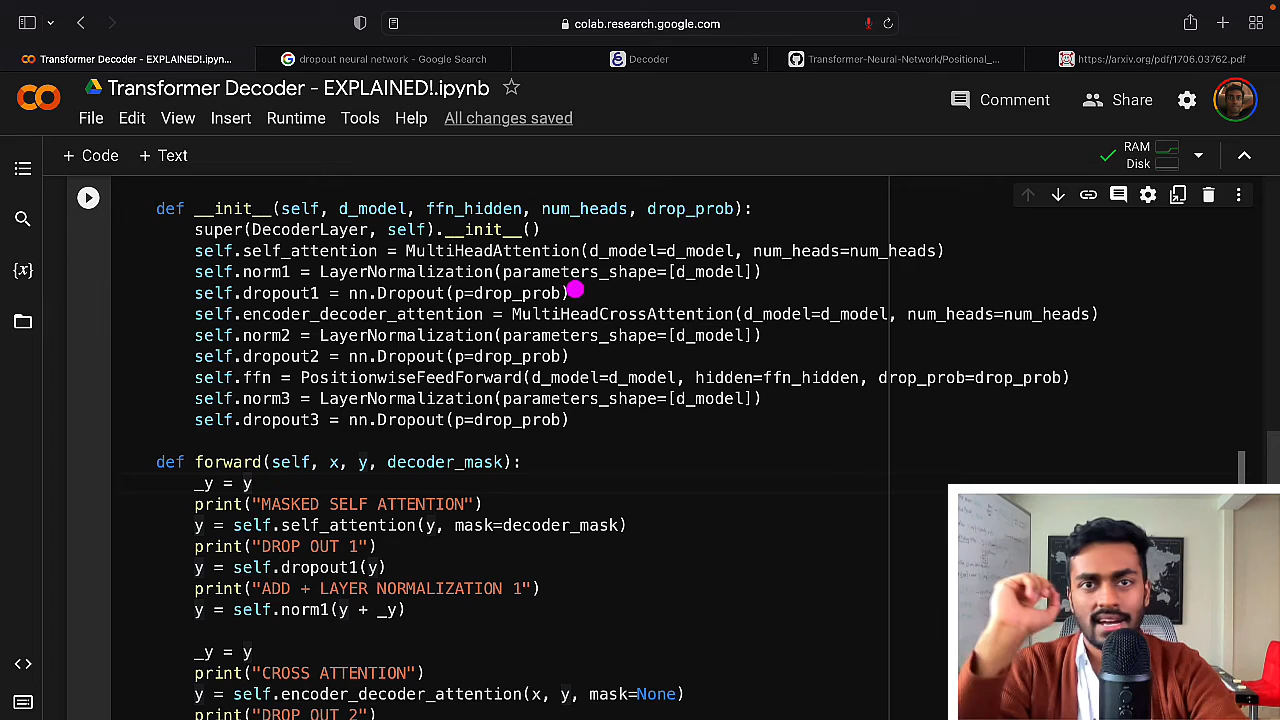 colab.research.google.com
Transformer Decoder - EXPLAINED!.ipyn...
dropout neural network - Google Search
Decoder
Transformer-Neural-Network/Positional_...
https://arxiv.org/pdf/1706.03762.pdf
Transformer Decoder - EXPLAINED!.ipynb
Comment
Share
File Edit View Insert Runtime Tools Help All changes saved
+ Code + Text
RAM
Disk
def __init__(self, d_model, ffn_hidden, num_heads, drop_prob):
super(DecoderLayer, self).__init__()
self.self_attention = MultiHeadAttention(d_model=d_model, num_heads=num_heads)
self.norm1 = LayerNormalization(parameters_shape=[d_model])
self.dropout1 = nn.Dropout(p=drop_prob)
self.encoder_decoder_attention = MultiHeadCrossAttention(d_model=d_model, num_heads=num_heads)
self.norm2 = LayerNormalization(parameters_shape=[d_model])
self.dropout2 = nn.Dropout(p=drop_prob)
self.ffn = PositionwiseFeedForward(d_model=d_model, hidden=ffn_hidden, drop_prob=drop_prob)
self.norm3 = LayerNormalization(parameters_shape=[d_model])
self.dropout3 = nn.Dropout(p=drop_prob)
def forward(self, x, y, decoder_mask):
_y = y
print("MASKED SELF ATTENTION")
y = self.self_attention(y, mask=decoder_mask)
print("DROP OUT 1")
y = self.dropout1(y)
print("ADD + LAYER NORMALIZATION 1")
y = self.norm1(y + _y)
_y = y
print("CROSS ATTENTION")
y = self.encoder_decoder_attention(x, y, mask=None)
print("DROP OUT 2")